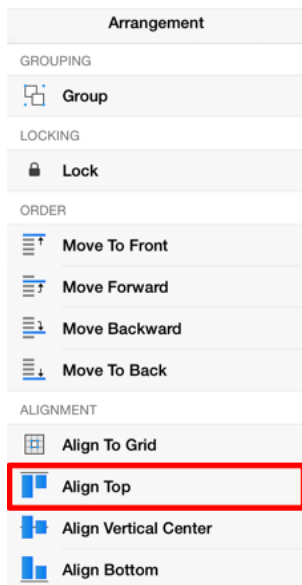 Arrangement
GROUPING
Group
LOCKING
Lock
ORDER
Move To Front
Move Forward
Move Backward
Move To Back
ALIGNMENT
Align To Grid
Align Top
Align Vertical Center
Align Bottom